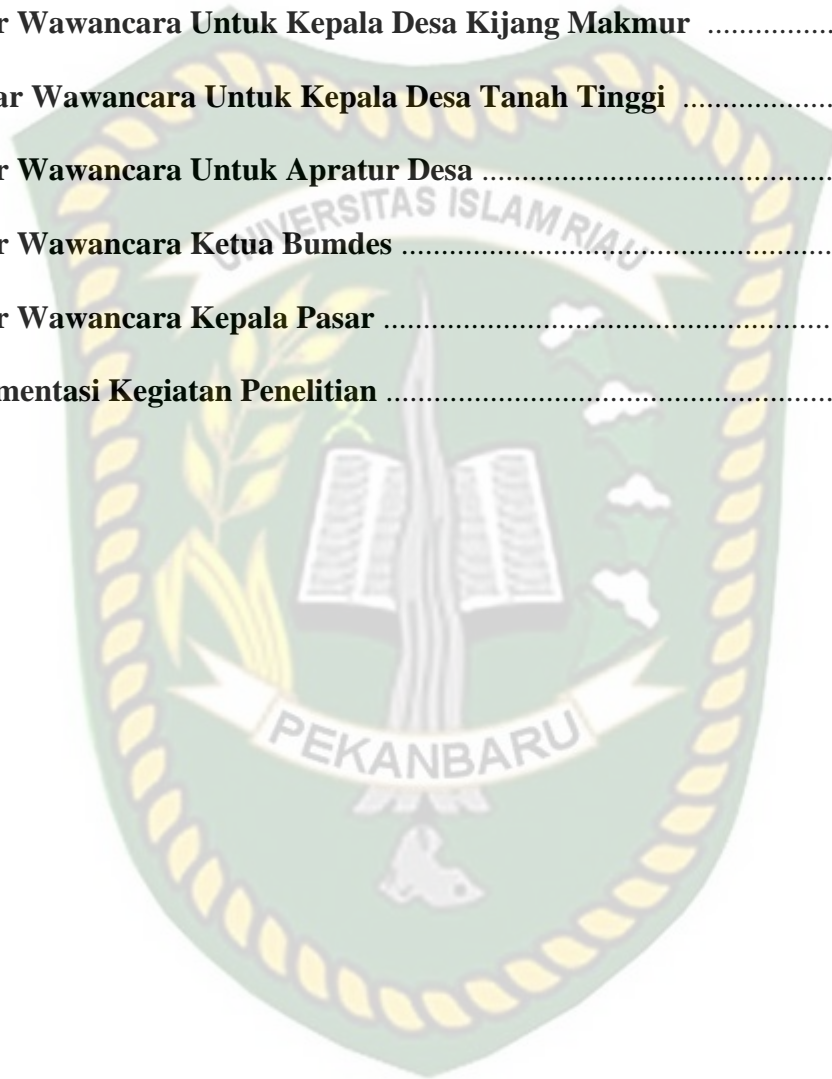 r Wawancara Untuk Kepala Desa Kijang Makmur ..................
ar Wawancara Untuk Kepala Desa Tanah Tinggi .....................
r Wawancara Untuk Apratur Desa ..............................................
r Wawancara Ketua Bumdes ........................................................
r Wawancara Kepala Pasar ..........................................................
mentasi Kegiatan Penelitian ..........................................................
UNIVERSITAS ISLAM RIAU
PEKANBARU